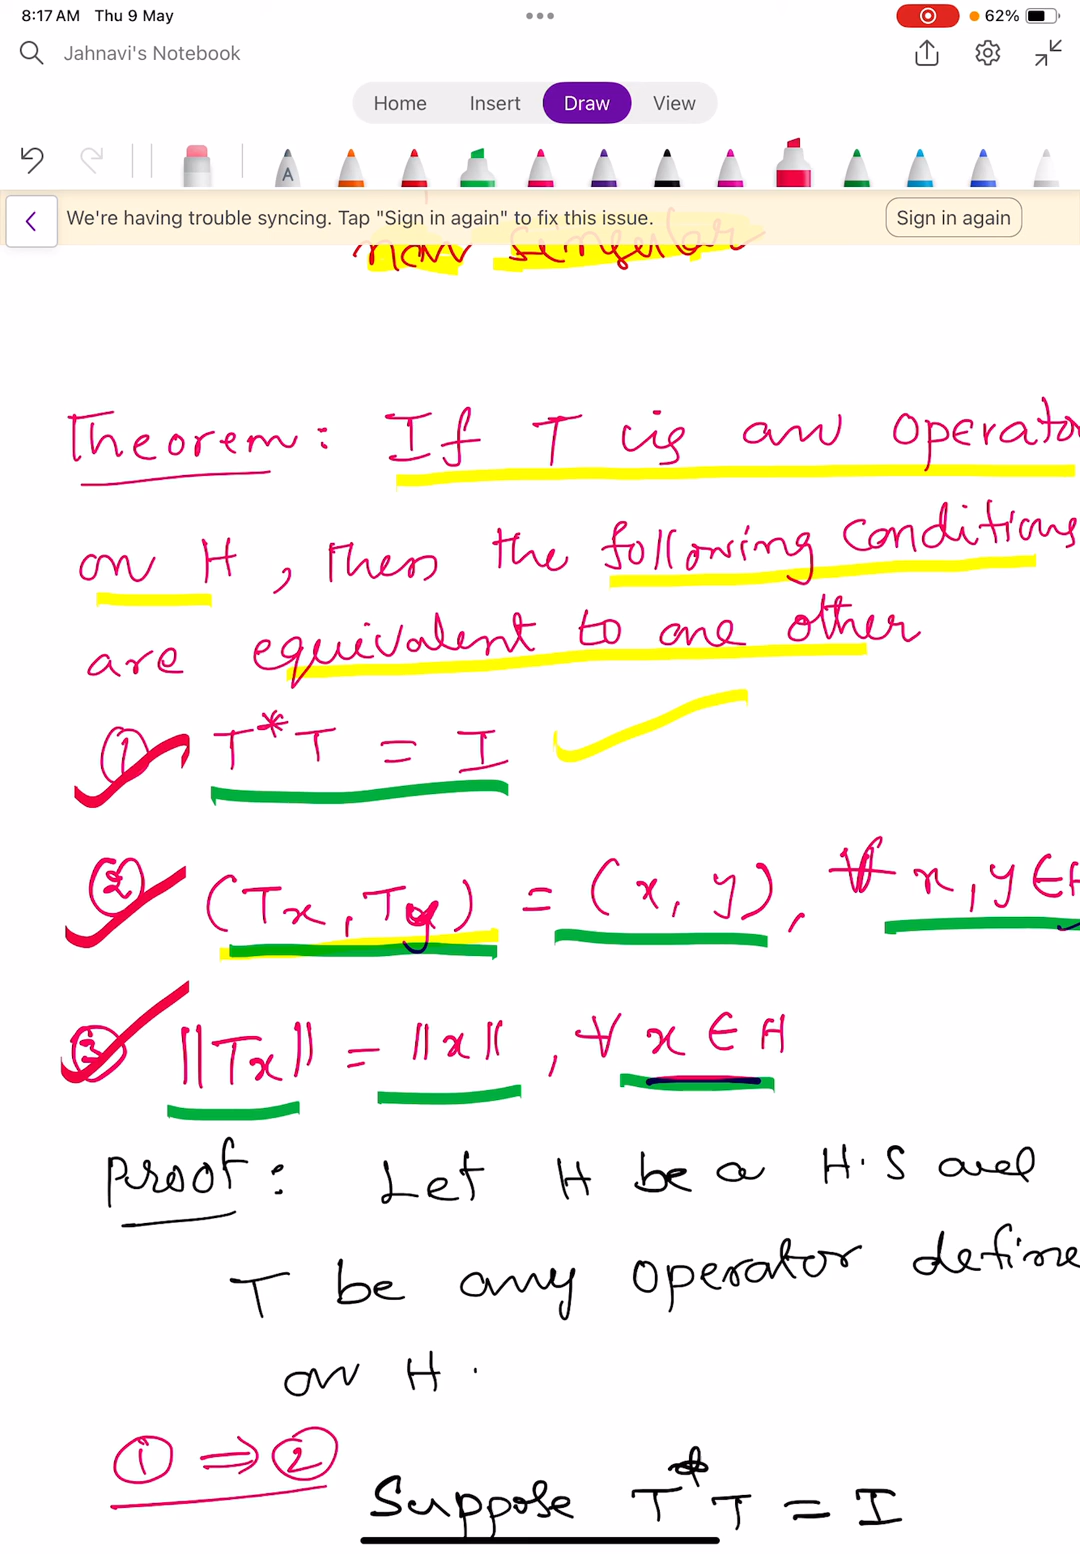 8:17 AM Thu 9 May
62%
Jahnavi's Notebook
Home Insert Draw View
A
We're having trouble syncing. Tap "Sign in again" to fix this issue.
Sign in again
non singular
Theorem: If T is an operato
on H, then the following conditions
are equivalent to one other
① T*T = I
② (Tx, Ty) = (x, y), ∀ x, y ∈ H
③ ||Tx|| = ||x||, ∀ x ∈ H
Proof: Let H be a H.S and
T be any operator define
on H.
① ⇒ ②
Suppose T*T = I